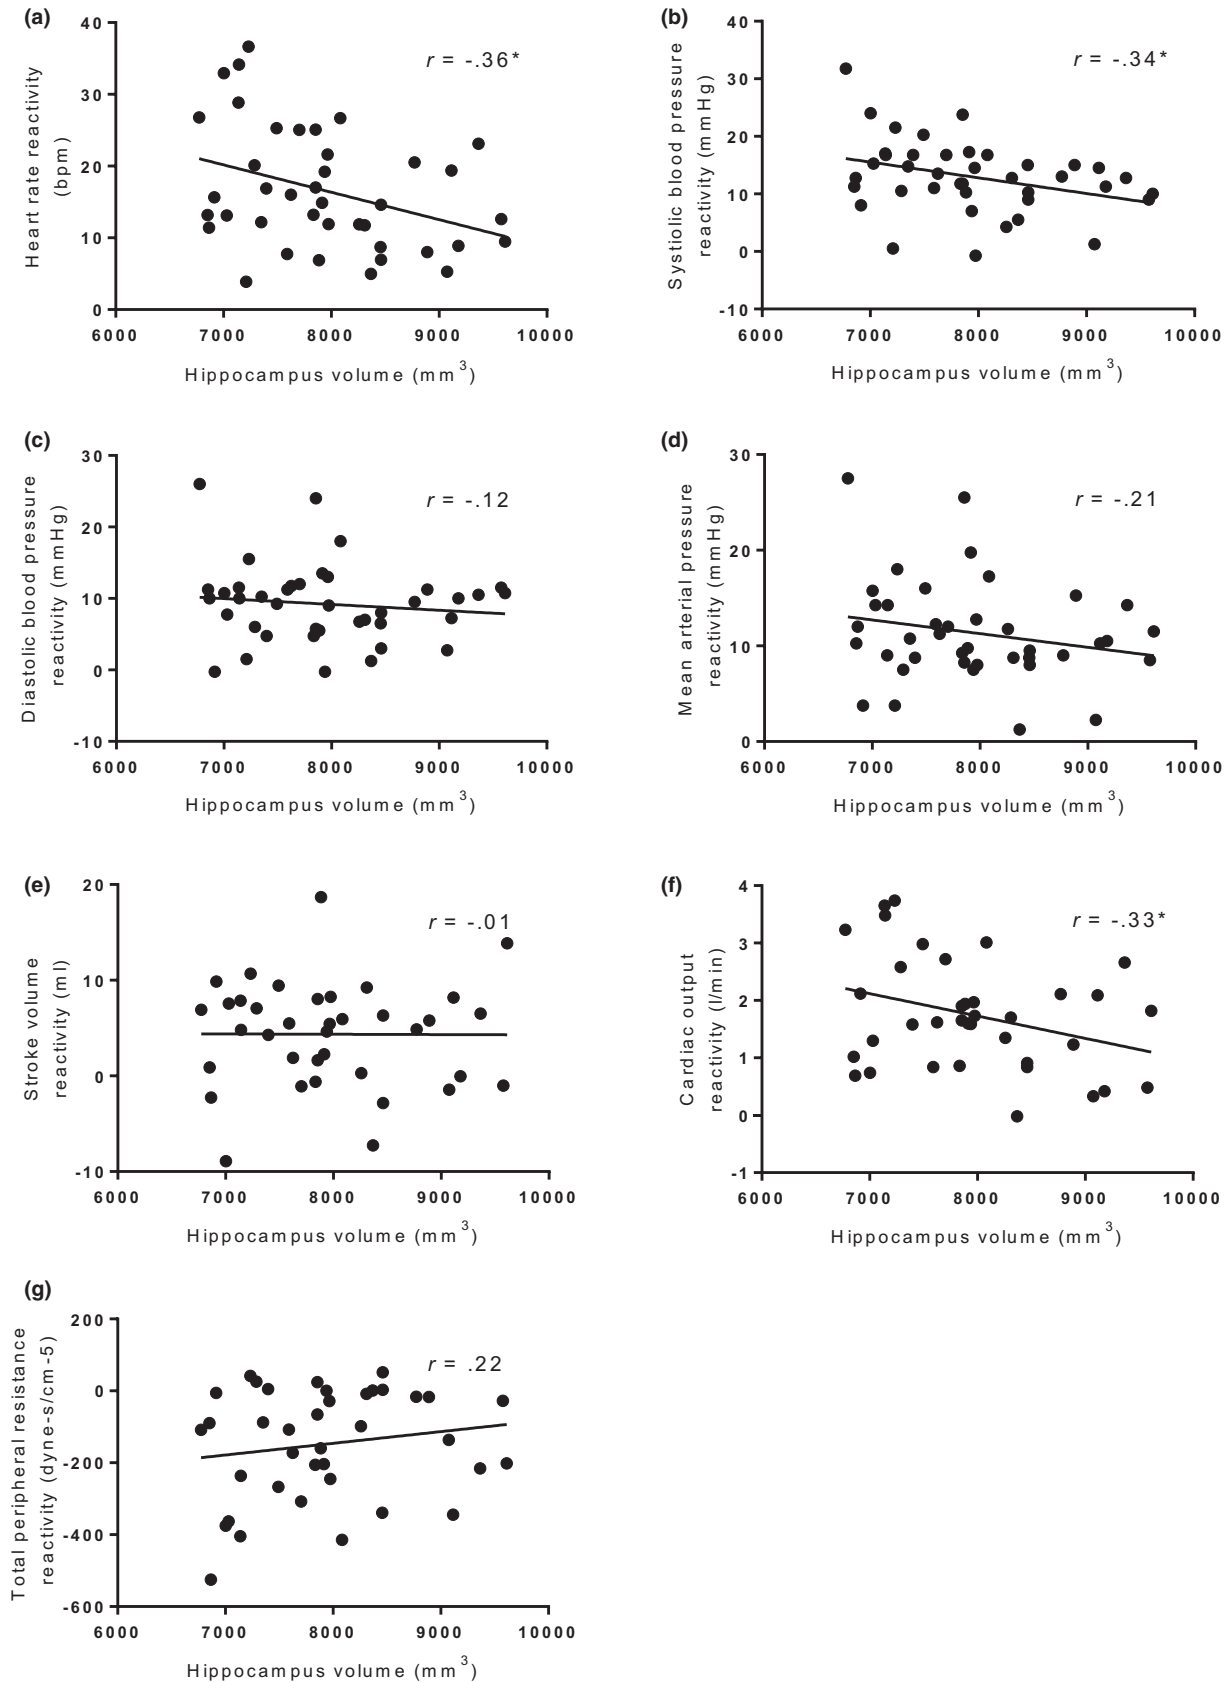 (a)
40
30
20
10
0
Heart rate reactivity
(bpm)
r = -.36*
6000 7000 8000 9000 10000
Hippocampus volume (mm3)
(b)
40
30
20
10
0
-10
Systiolic blood pressure
reactivity (mmHg)
r = -.34*
6000 7000 8000 9000 10000
Hippocampus volume (mm3)
(c)
30
20
10
0
-10
Diastolic blood pressure
reactivity (mmHg)
r = -.12
6000 7000 8000 9000 10000
Hippocampus volume (mm3)
(d)
30
20
10
0
Mean arterial pressure
reactivity (mmHg)
r = -.21
6000 7000 8000 9000 10000
Hippocampus volume (mm3)
(e)
20
10
0
-10
Stroke volume
reactivity (ml)
r = -.01
6000 7000 8000 9000 10000
Hippocampus volume (mm3)
(f)
4
3
2
1
0
-1
Cardiac output
reactivity (l/min)
r = -.33*
6000 7000 8000 9000 10000
Hippocampus volume (mm3)
(g)
200
0
-200
-400
-600
Total peripheral resistance
reactivity (dyne-s/cm-5)
r = .22
6000 7000 8000 9000 10000
Hippocampus volume (mm3)